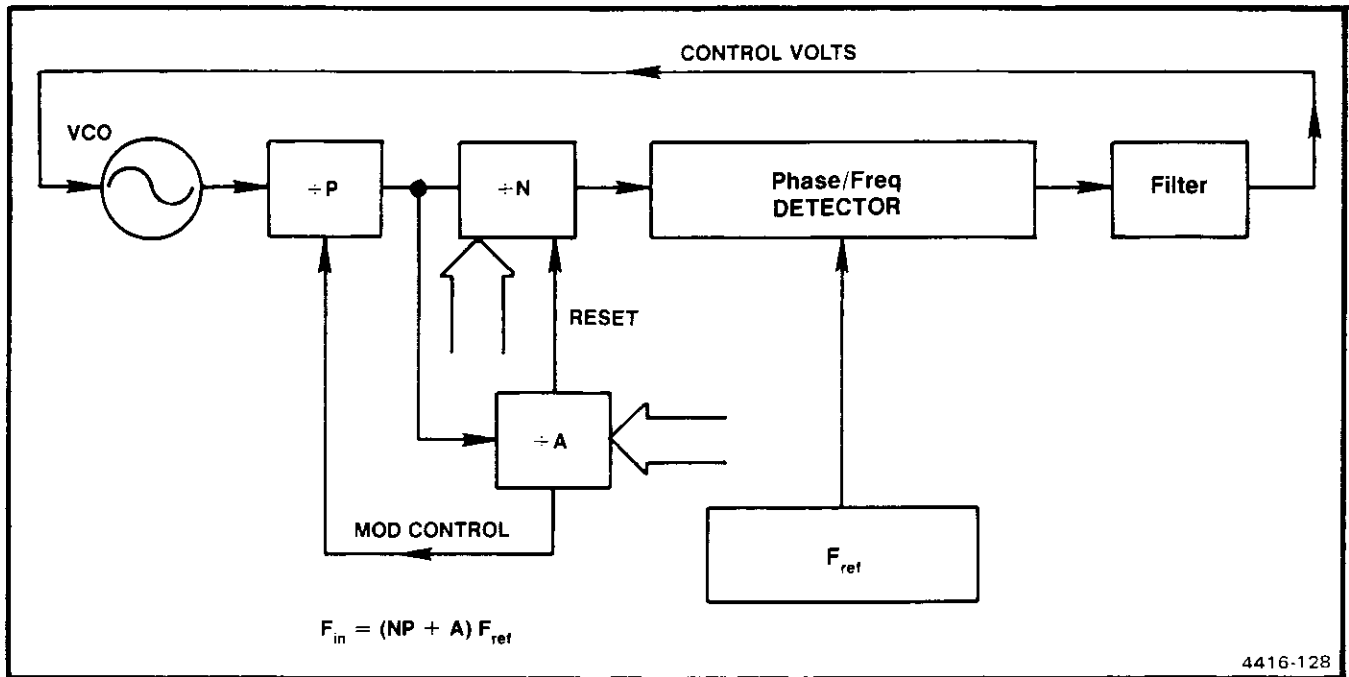 CONTROL VOLTS
VCO
÷P
÷N
Phase/Freq
DETECTOR
Filter
RESET
÷A
MOD CONTROL
F_ref
F_in = (NP + A) F_ref
4416-128